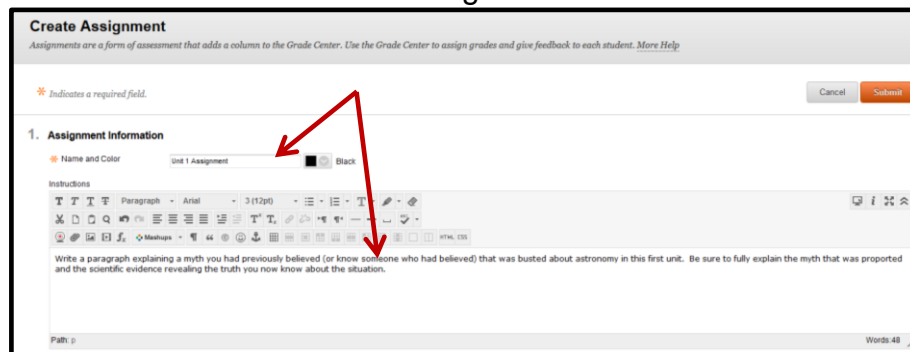 Create Assignment
Assignments are a form of assessment that adds a column to the Grade Center. Use the Grade Center to assign grades and give feedback to each student. More Help
* Indicates a required field.
Cancel Submit
1. Assignment Information
* Name and Color Unit 1 Assignment Black
Instructions
T T T T Paragraph Arial 3 (12pt) T
T
Mashups HTML CSS
Write a paragraph explaining a myth you had previously believed (or know someone who had believed) that was busted about astronomy in this first unit. Be sure to fully explain the myth that was proported
and the scientific evidence revealing the truth you now know about the situation.
Path: p Words:48